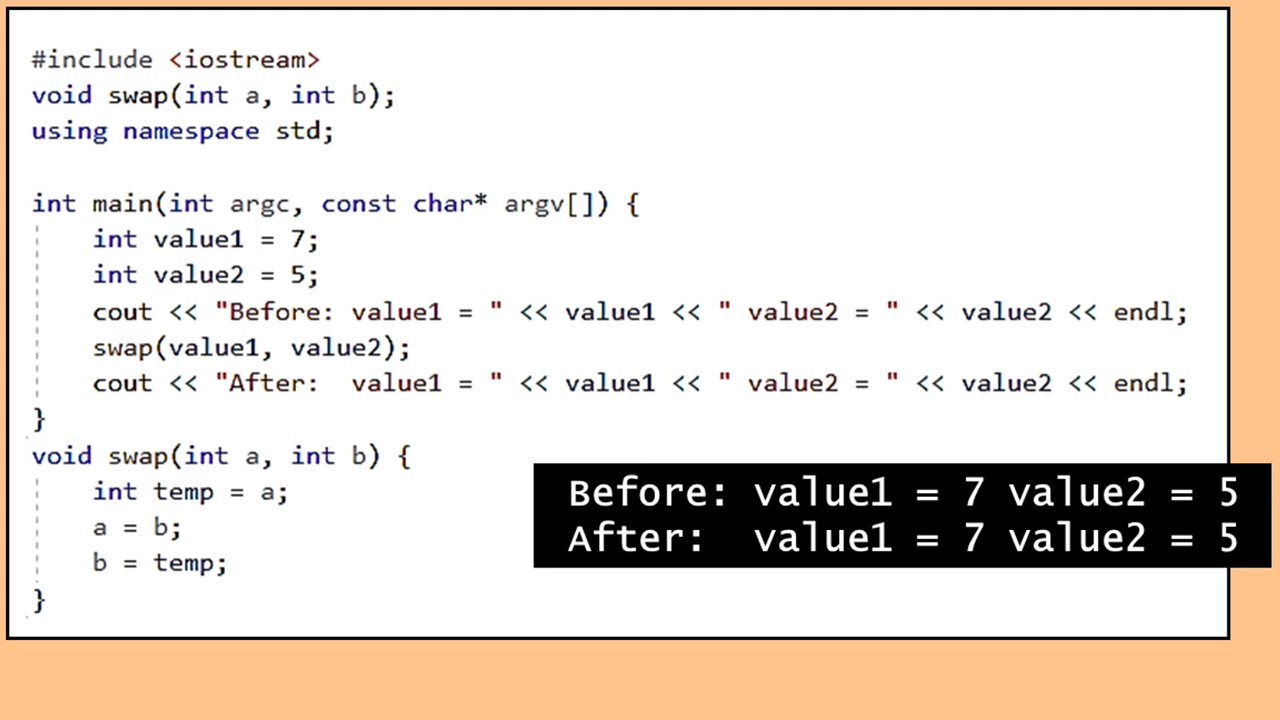 #include <iostream>
void swap(int a, int b);
using namespace std;
int main(int argc, const char* argv[]) {
int value1 = 7;
int value2 = 5;
cout << "Before: value1 = " << value1 << " value2 = " << value2 << endl;
swap(value1, value2);
cout << "After:  value1 = " << value1 << " value2 = " << value2 << endl;
}
void swap(int a, int b) {
int temp = a;
a = b;
b = temp;
}
Before: value1 = 7 value2 = 5
After:  value1 = 7 value2 = 5